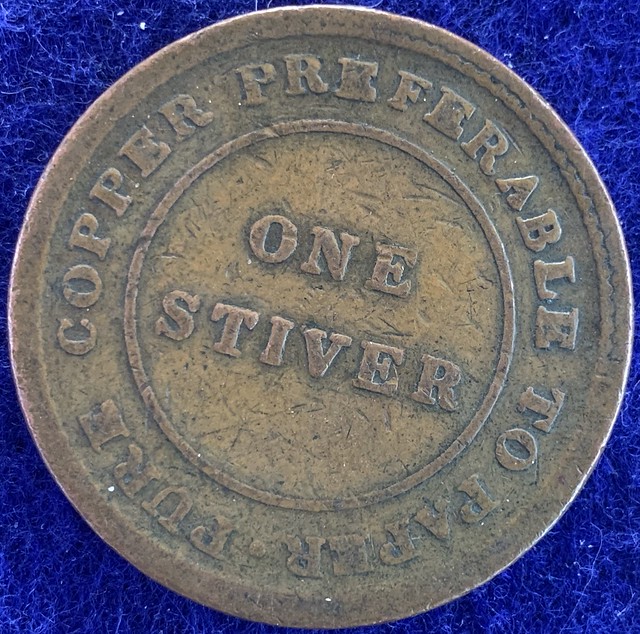 PURE COPPER PREFERABLE TO PAPER ·
ONE
STIVER